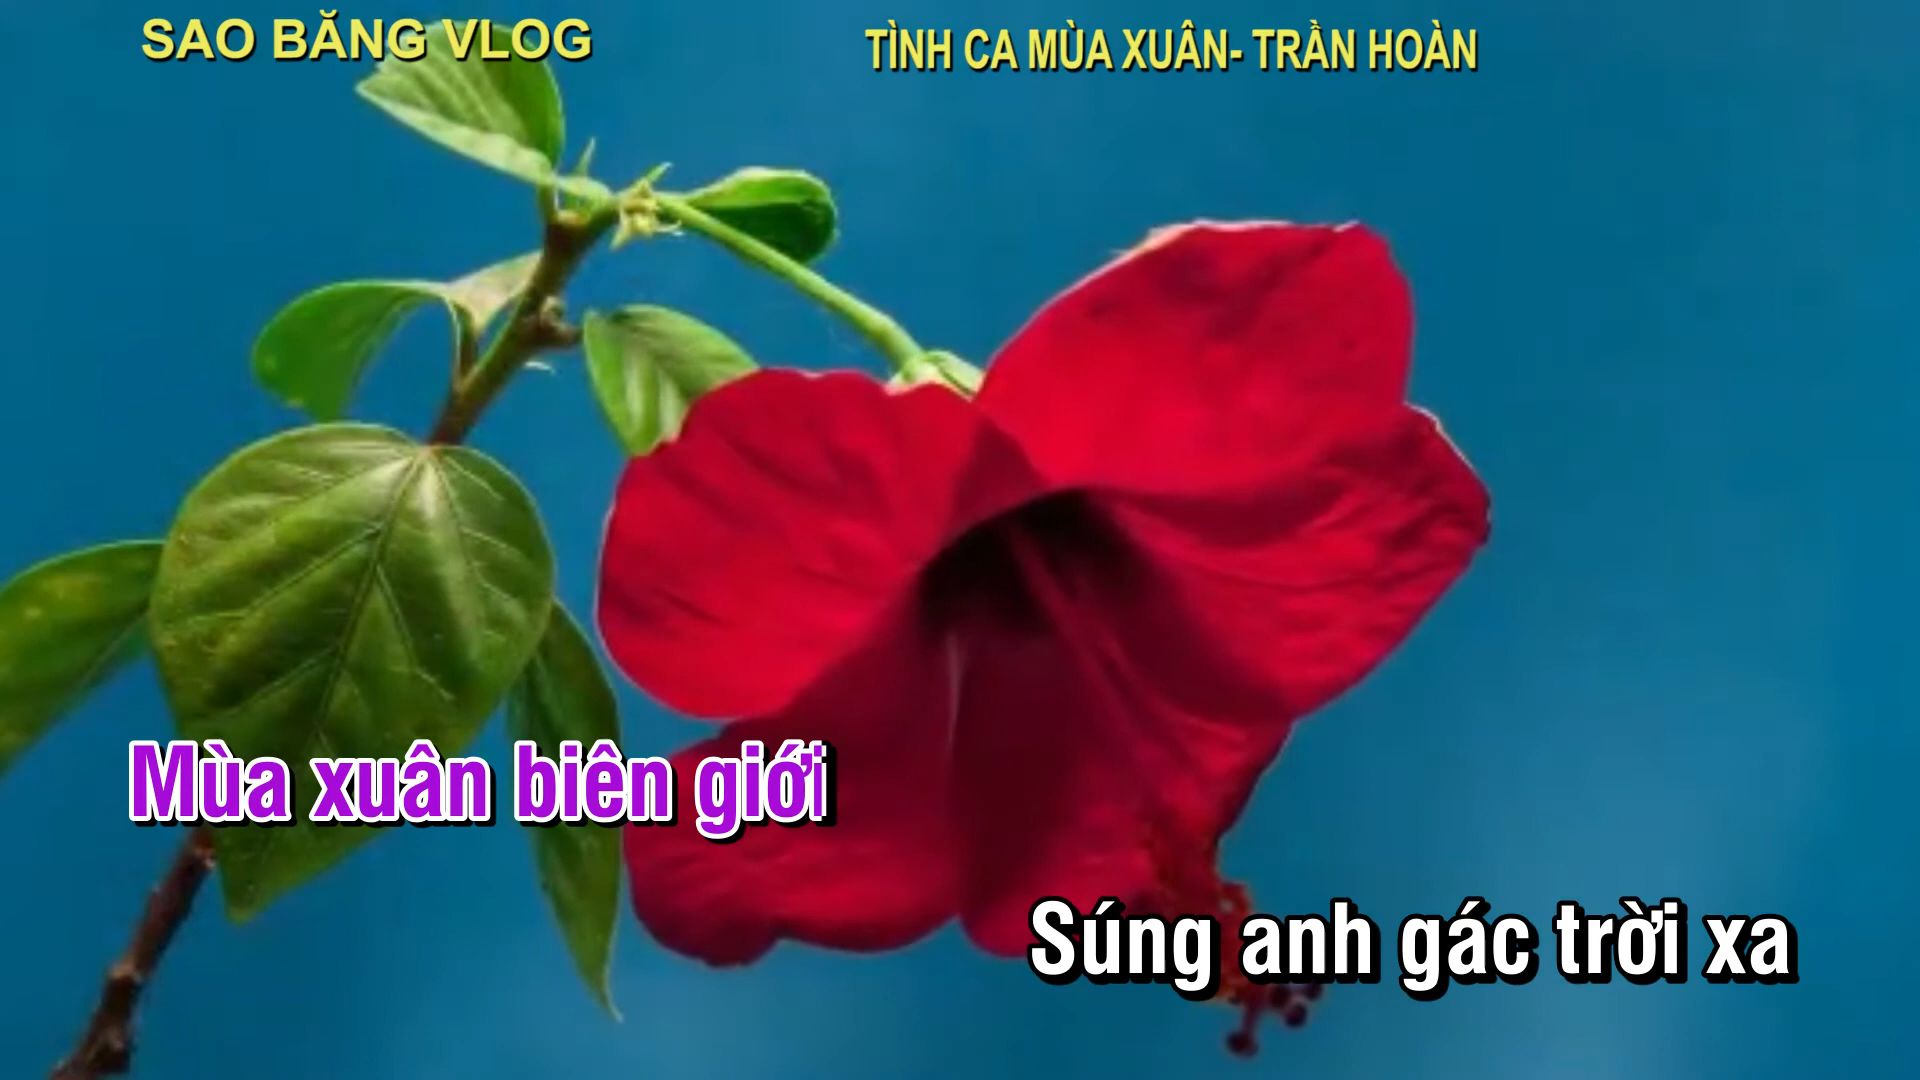 SAO BĂNG VLOG
TÌNH CA MÙA XUÂN- TRẦN HOÀN
Mùa xuân biên giới
Súng anh gác trời xa